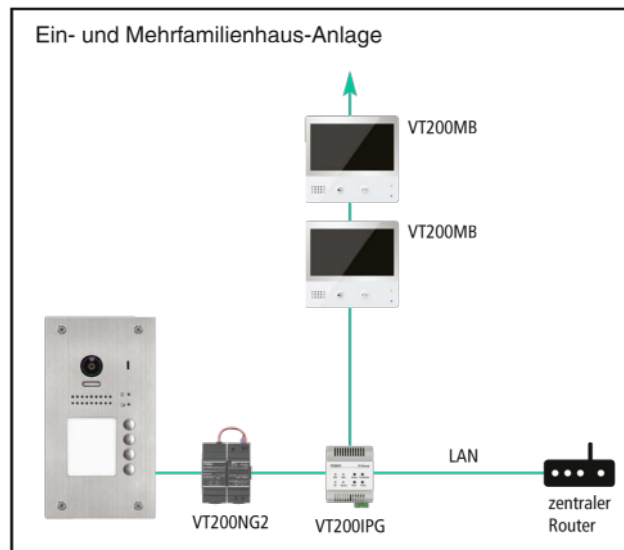 Ein- und Mehrfamilienhaus-Anlage
VT200MB
VT200MB
LAN
VT200NG2
VT200IPG
zentraler
Router